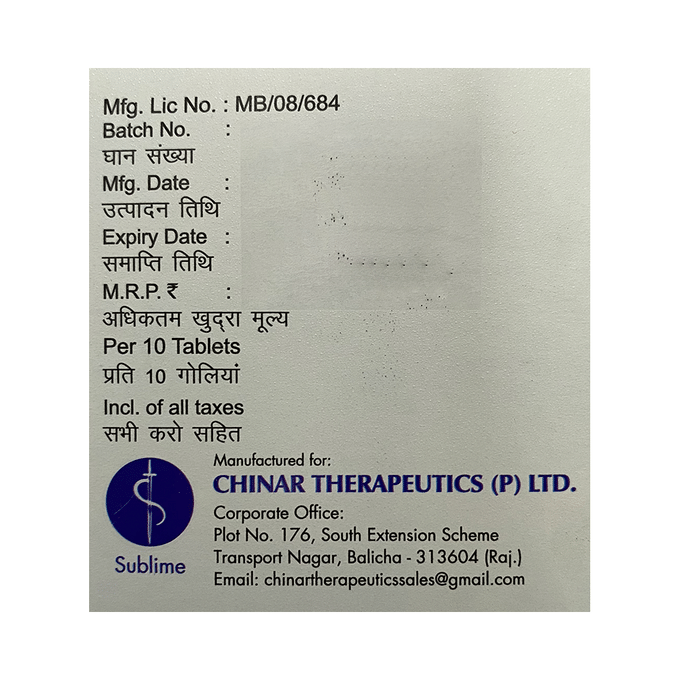 Mfg. Lic No. : MB/08/684
Batch No. :
घान संख्या
Mfg. Date :
उत्पादन तिथि
Expiry Date :
समाप्ति तिथि
M.R.P. ₹ :
अधिकतम खुद्रा मूल्य
Per 10 Tablets
प्रति 10 गोलियां
Incl. of all taxes
सभी करो सहित
Manufactured for:
CHINAR THERAPEUTICS (P) LTD.
Corporate Office:
Plot No. 176, South Extension Scheme
Transport Nagar, Balicha - 313604 (Raj.)
Email: chinartherapeuticssales@gmail.com
Sublime